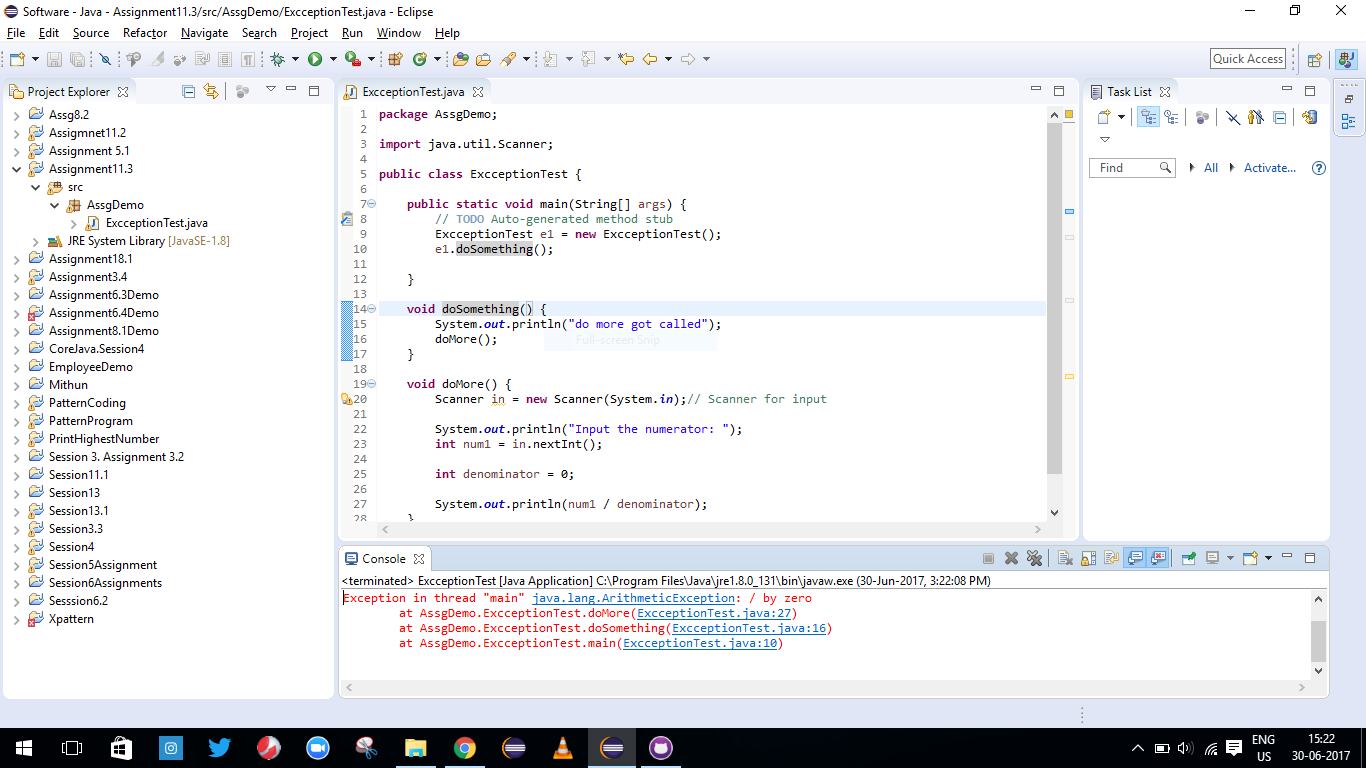 Software - Java - Assignment11.3/src/AssgDemo/ExcceptionTest.java - Eclipse
File Edit Source Refactor Navigate Search Project Run Window Help
Quick Access
Project Explorer
Assg8.2
Assigmnet11.2
Assignment 5.1
Assignment11.3
src
AssgDemo
ExcceptionTest.java
JRE System Library [JavaSE-1.8]
Assignment18.1
Assignment3.4
Assignment6.3Demo
Assignment6.4Demo
Assignment8.1Demo
CoreJava.Session4
EmployeeDemo
Mithun
PatternCoding
PatternProgram
PrintHighestNumber
Session 3. Assignment 3.2
Session11.1
Session13
Session13.1
Session3.3
Session4
Session5Assignment
Session6Assignments
Sesssion6.2
Xpattern
ExcceptionTest.java
1 package AssgDemo;
2
3 import java.util.Scanner;
4
5 public class ExcceptionTest {
6
7 public static void main(String[] args) {
8 // TODO Auto-generated method stub
9 ExcceptionTest e1 = new ExcceptionTest();
10 e1.doSomething();
11
12 }
13
14 void doSomething() {
15 System.out.println("do more got called");
16 doMore();
Full-screen Snip
17 }
18
19 void doMore() {
20 Scanner in = new Scanner(System.in);// Scanner for input
21
22 System.out.println("Input the numerator: ");
23 int num1 = in.nextInt();
24
25 int denominator = 0;
26
27 System.out.println(num1 / denominator);
28 }
Task List
Find All Activate...
Console
<terminated> ExcceptionTest [Java Application] C:\Program Files\Java\jre1.8.0_131\bin\javaw.exe (30-Jun-2017, 3:22:08 PM)
Exception in thread "main" java.lang.ArithmeticException: / by zero
at AssgDemo.ExcceptionTest.doMore(ExcceptionTest.java:27)
at AssgDemo.ExcceptionTest.doSomething(ExcceptionTest.java:16)
at AssgDemo.ExcceptionTest.main(ExcceptionTest.java:10)
ENG
US
15:22
30-06-2017